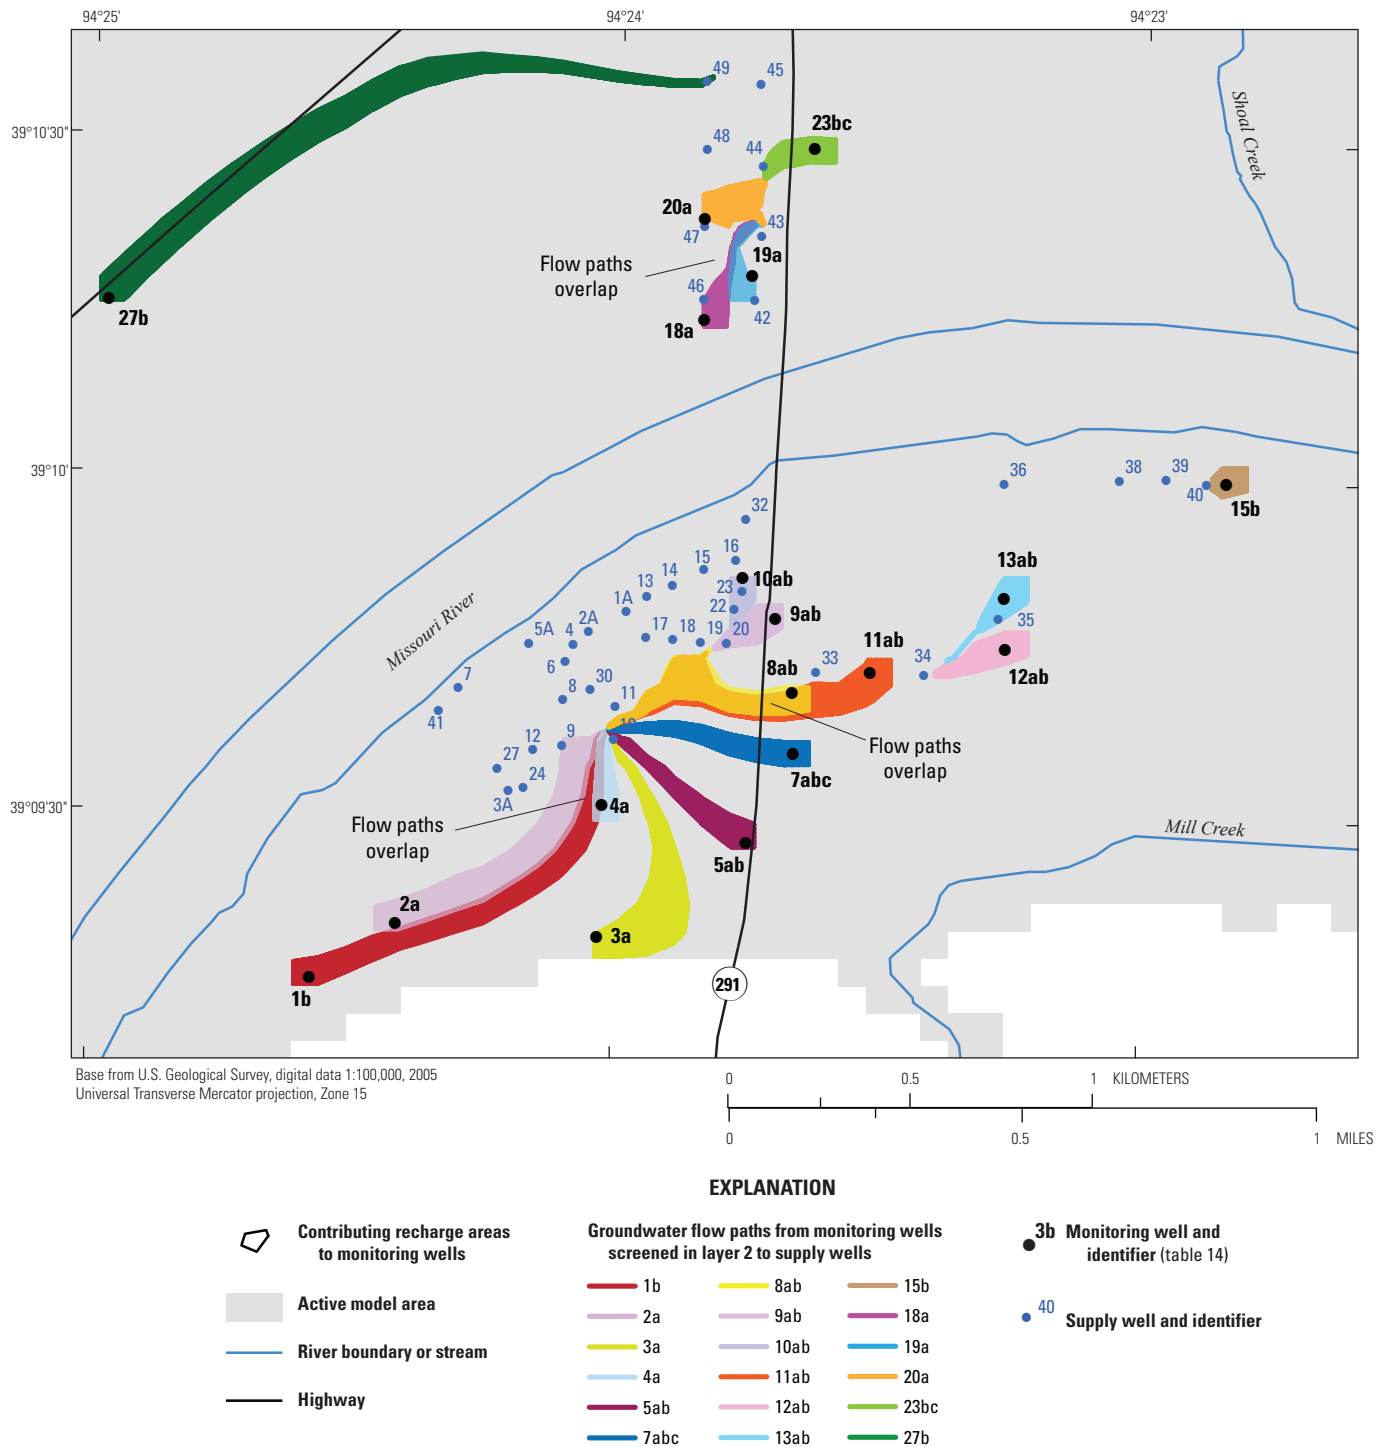 94°25' 94°24' 94°23'
49 45
Shoal Creek
39°10'30"
23bc
48 44
20a
47 43
19a
Flow paths
overlap
46 42
18a
27b
39°10'
36 38 39
40
15b
32
16
15
14
13
1A
10ab
23
22
9ab
13ab
35
12ab
Missouri River
2A
5A 4
17 18 19 20
11ab
6
8ab
33 34
7
8 30
11
41
10
12 9
Flow paths
overlap
7abc
27
24
3A
39°09'30"
4a
Flow paths
overlap
5ab
Mill Creek
2a
3a
1b
291
Base from U.S. Geological Survey, digital data 1:100,000, 2005
Universal Transverse Mercator projection, Zone 15
0 0.5 1 KILOMETERS
0 0.5 1 MILES
EXPLANATION
Contributing recharge areas
to monitoring wells
Active model area
River boundary or stream
Highway
Groundwater flow paths from monitoring wells
screened in layer 2 to supply wells
1b
2a
3a
4a
5ab
7abc
8ab
9ab
10ab
11ab
12ab
13ab
15b
18a
19a
20a
23bc
27b
3b Monitoring well and
identifier (table 14)
40 Supply well and identifier